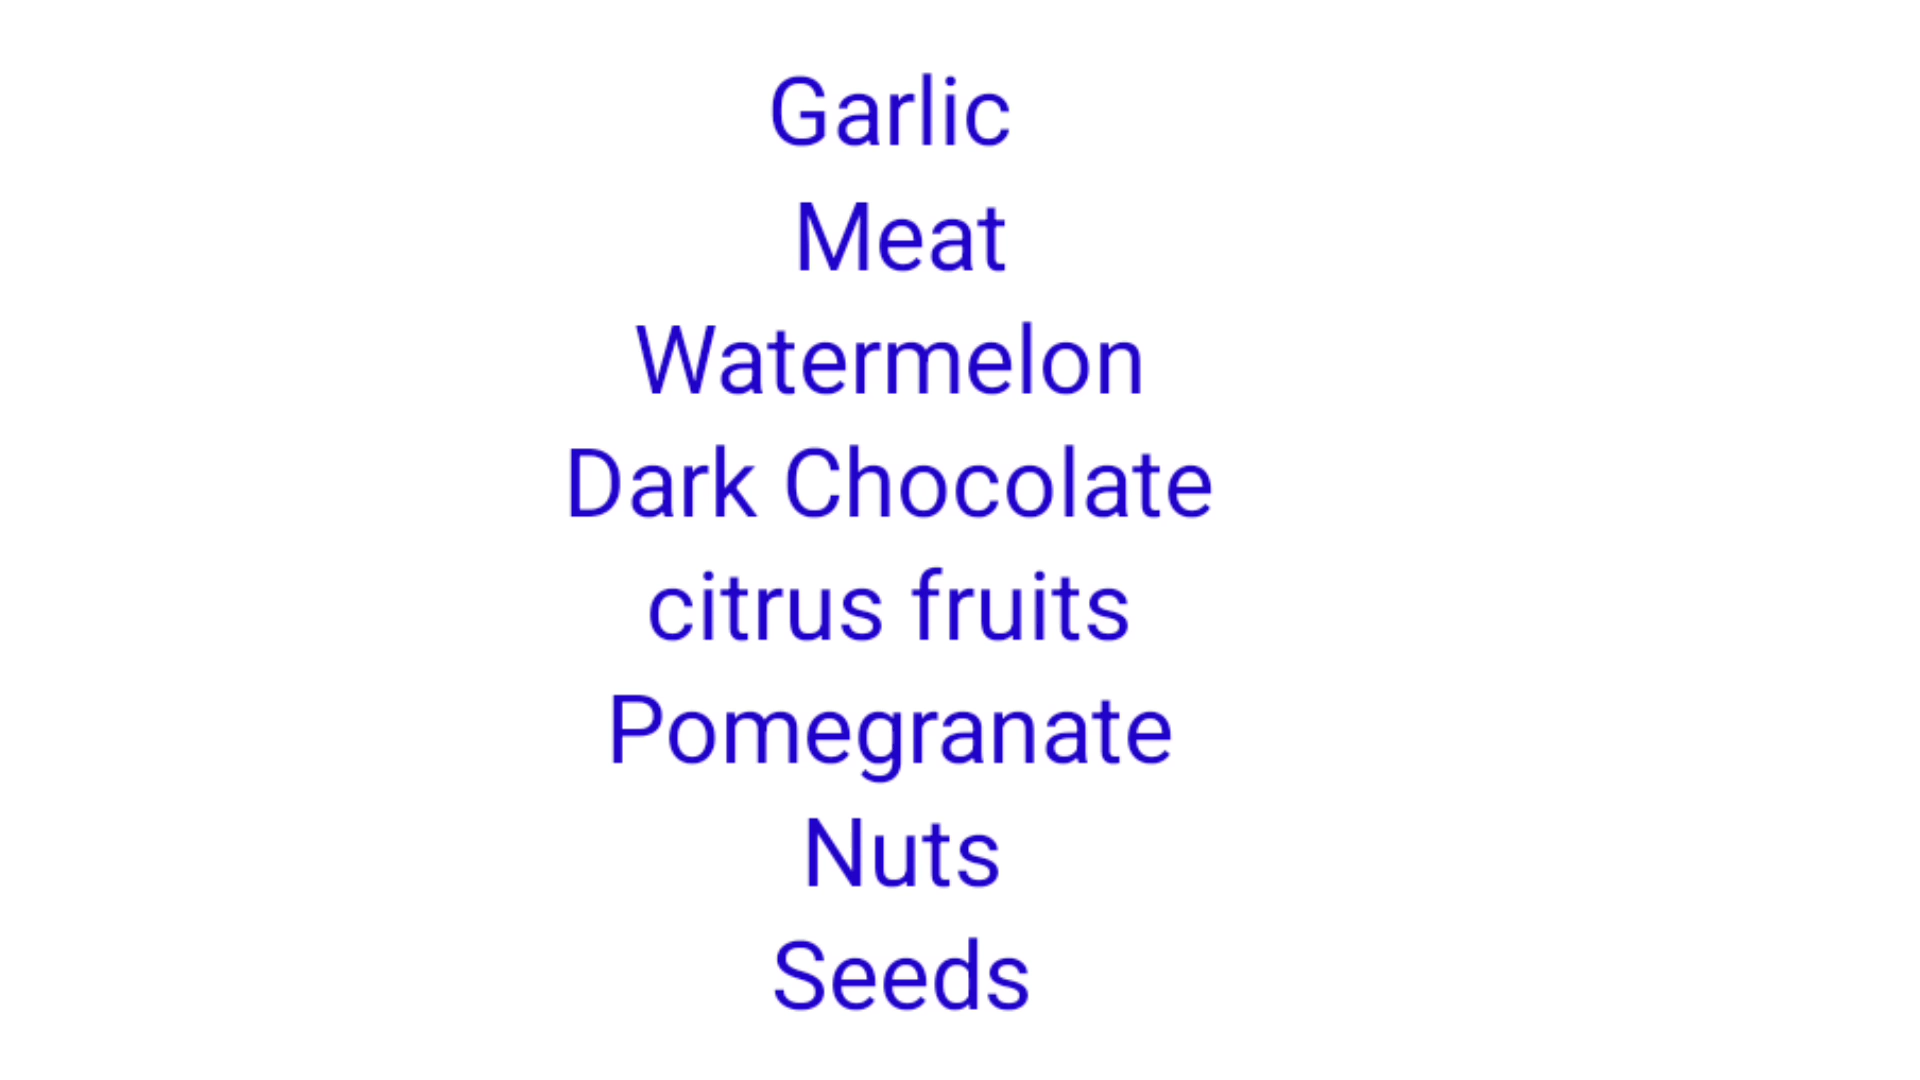 Garlic
Meat
Watermelon
Dark Chocolate
citrus fruits
Pomegranate
Nuts
Seeds